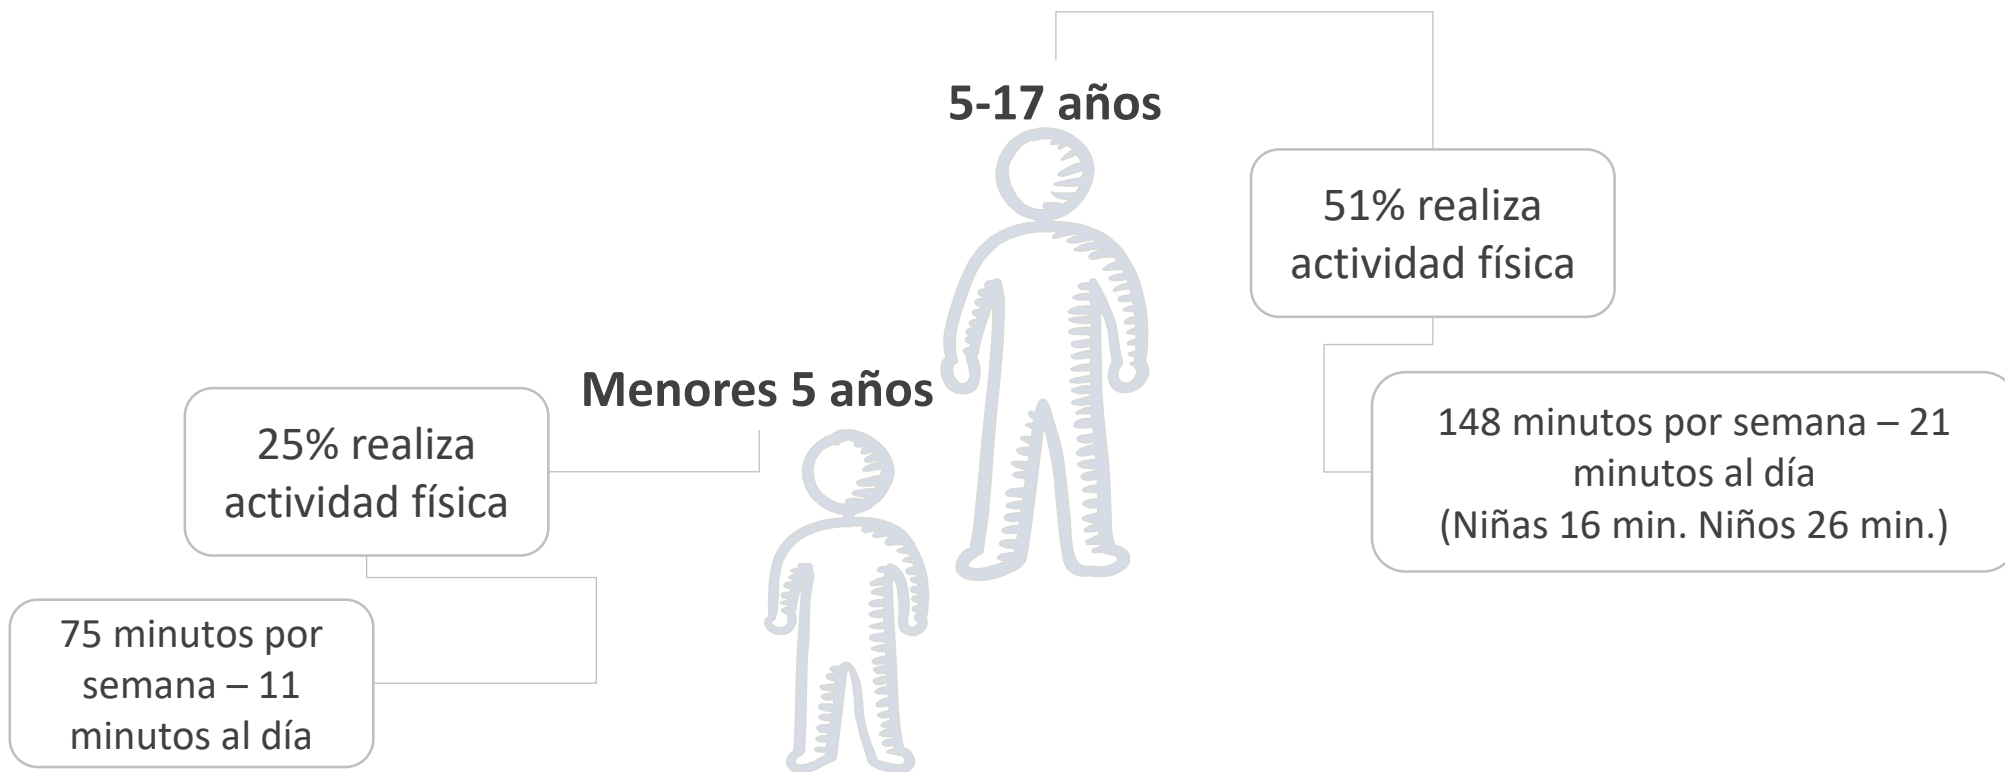 5-17 años
51% realiza
actividad física
148 minutos por semana – 21
minutos al día
(Niñas 16 min. Niños 26 min.)
Menores 5 años
25% realiza
actividad física
75 minutos por
semana – 11
minutos al día